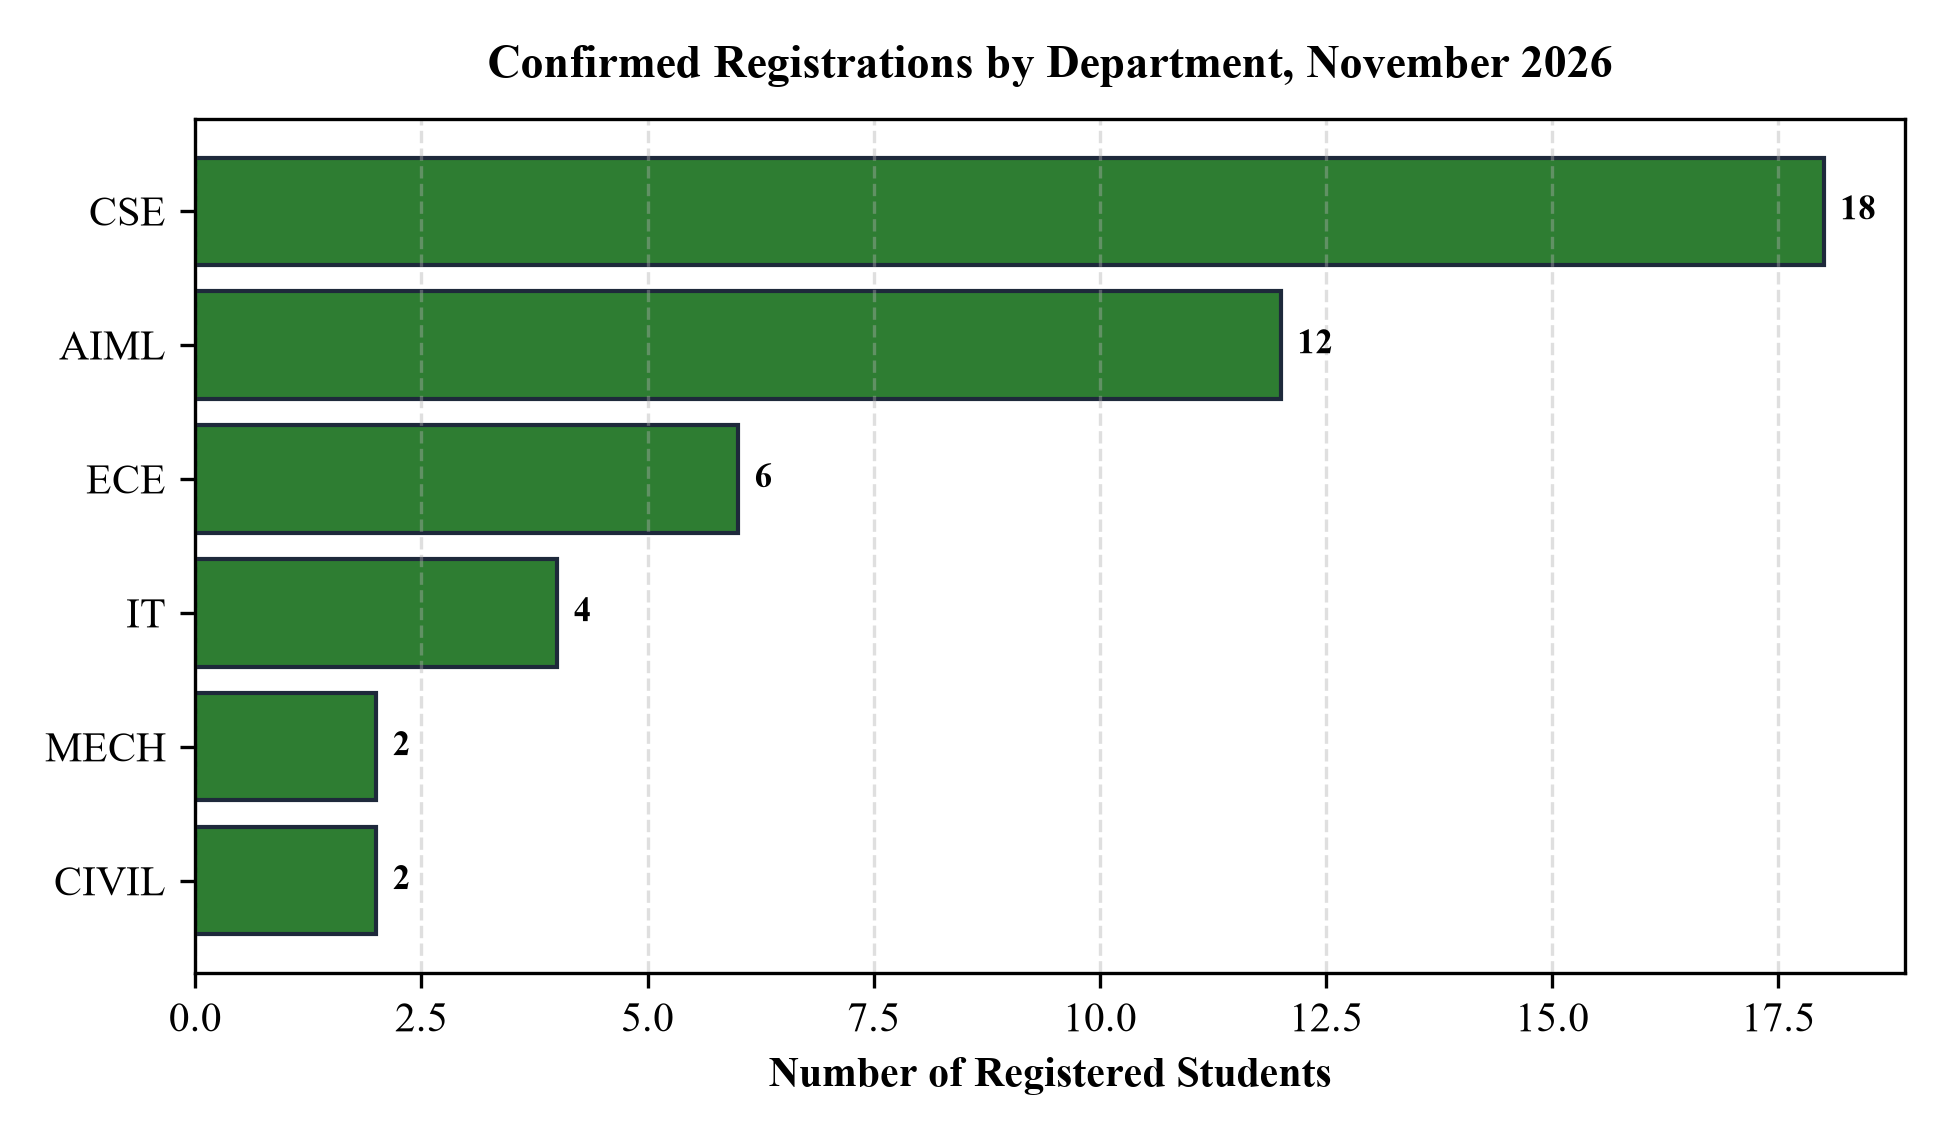 Confirmed Registrations by Department, November 2026
CSE 18
AIML 12
ECE 6
IT 4
MECH 2
CIVIL 2
0.0 2.5 5.0 7.5 10.0 12.5 15.0 17.5
Number of Registered Students